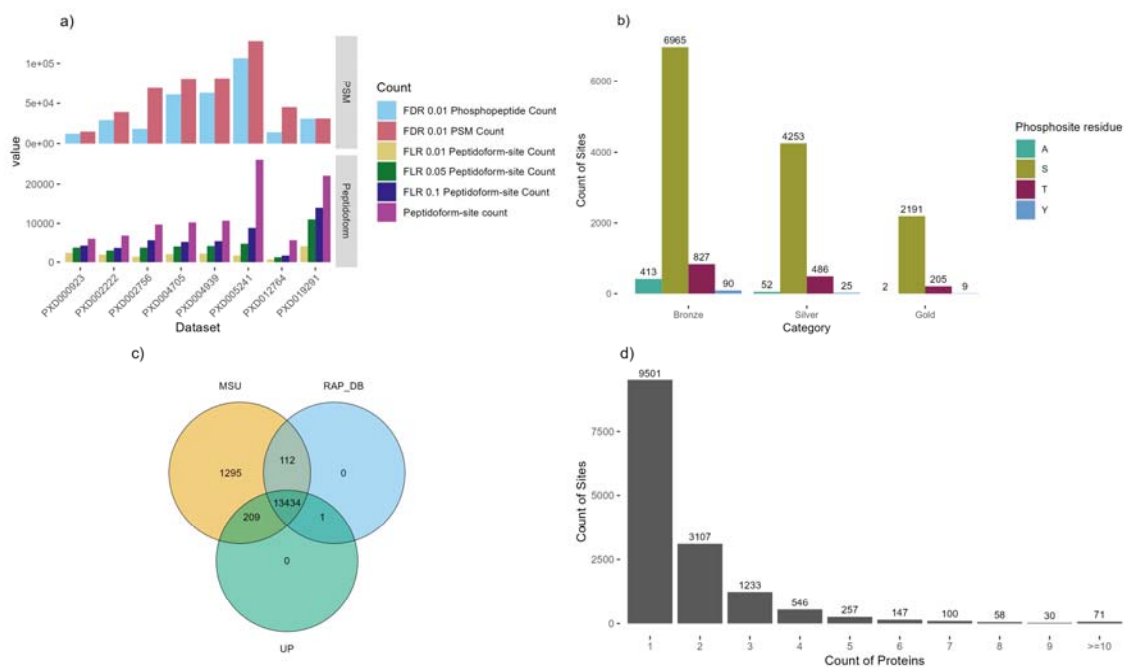 a)
value
1e+05
5e+04
0e+00
PSM
20000
10000
0
Peptidoform
PXD000923
PXD002222
PXD002756
PXD004705
PXD004939
PXD005241
PXD012764
PXD019291
Dataset
Count
FDR 0.01 Phosphopeptide Count
FDR 0.01 PSM Count
FLR 0.01 Peptidoform-site Count
FLR 0.05 Peptidoform-site Count
FLR 0.1 Peptidoform-site Count
Peptidoform-site count
b)
Count of Sites
6000
4000
2000
0
413
6965
827
90
52
4253
486
25
2
2191
205
9
Bronze
Silver
Gold
Category
Phosphosite residue
A
S
T
Y
c)
MSU
RAP_DB
1295
112
0
13434
209
1
0
UP
d)
Count of Sites
7500
5000
2500
0
9501
3107
1233
546
257
147
100
58
30
71
1
2
3
4
5
6
7
8
9
>=10
Count of Proteins